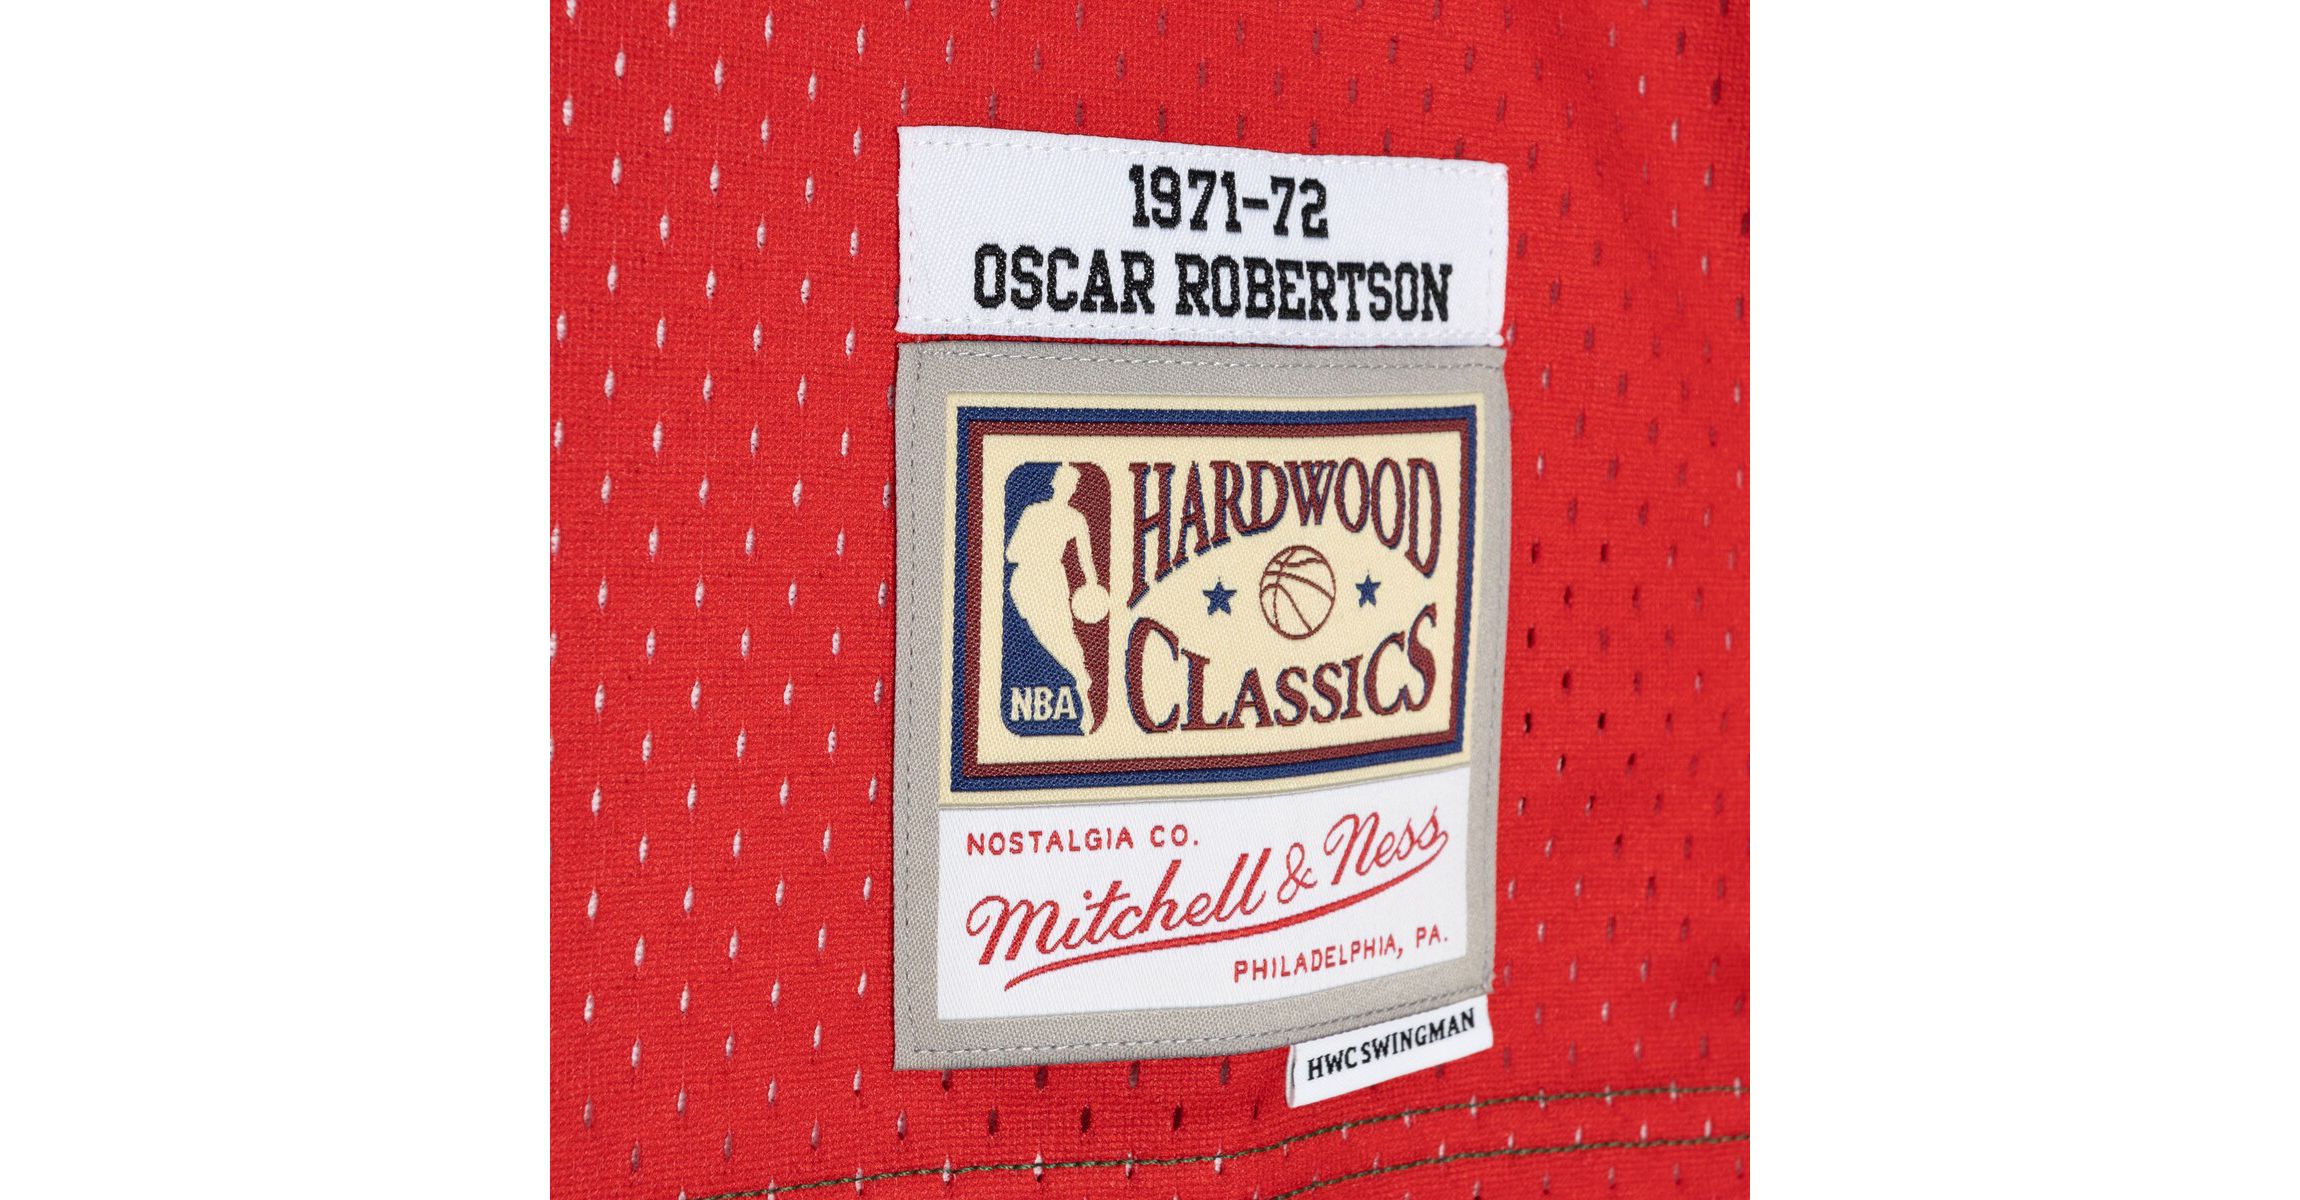 1971-72
OSCAR ROBERTSON
NBA
HARDWOOD
CLASSICS
NOSTALGIA CO.
Mitchell & Ness
PHILADELPHIA, PA.
HWC SWINGMAN